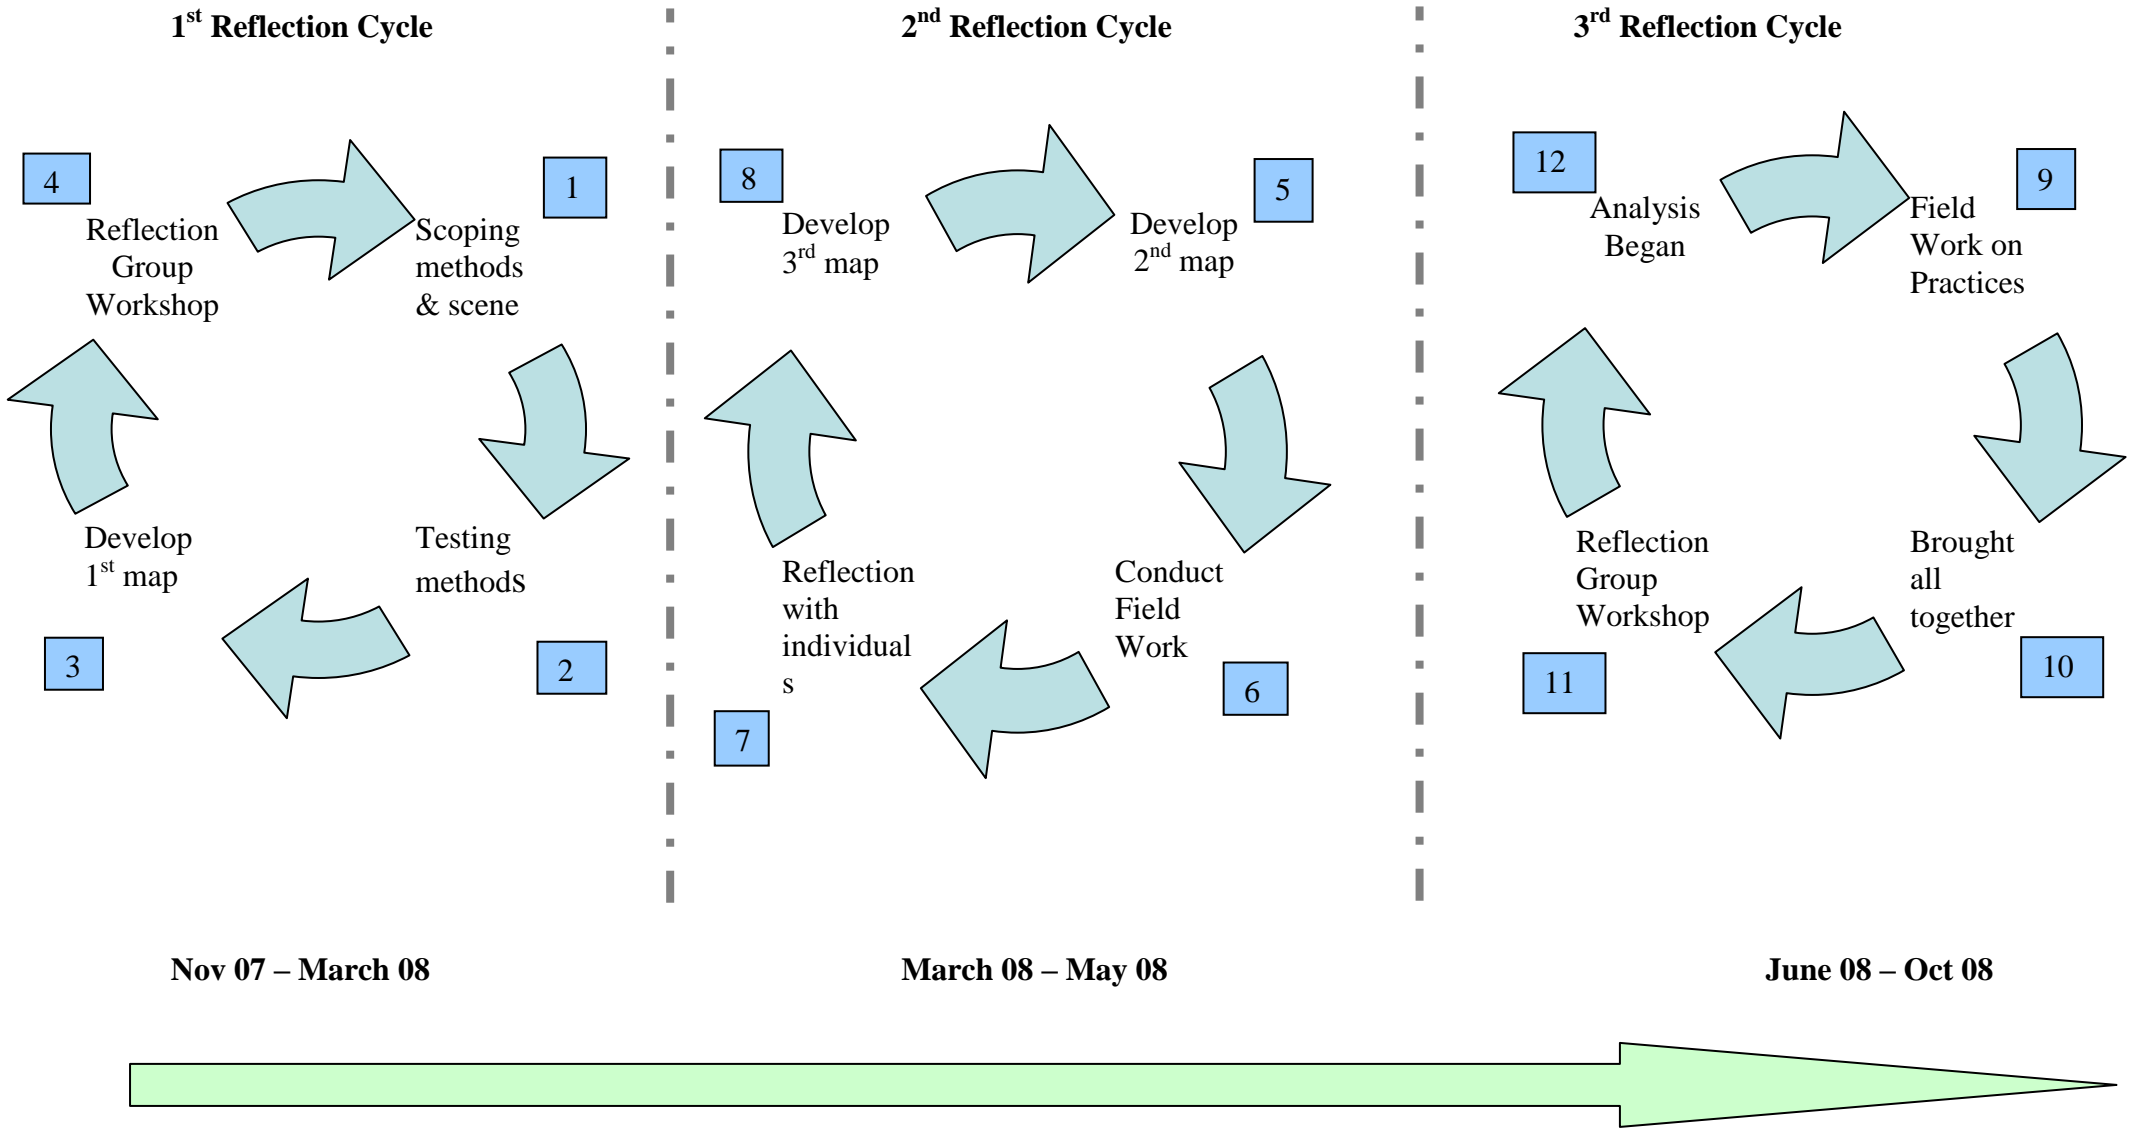 1st Reflection Cycle
4
1
Reflection
Group
Workshop
Scoping
methods
& scene
Develop
1st map
Testing
methods
3
2
Nov 07 – March 08
2nd Reflection Cycle
8
5
Develop
3rd map
Develop
2nd map
Reflection
with
individual
s
Conduct
Field
Work
7
6
March 08 – May 08
3rd Reflection Cycle
12
9
Analysis
Began
Field
Work on
Practices
Reflection
Group
Workshop
Brought
all
together
11
10
June 08 – Oct 08